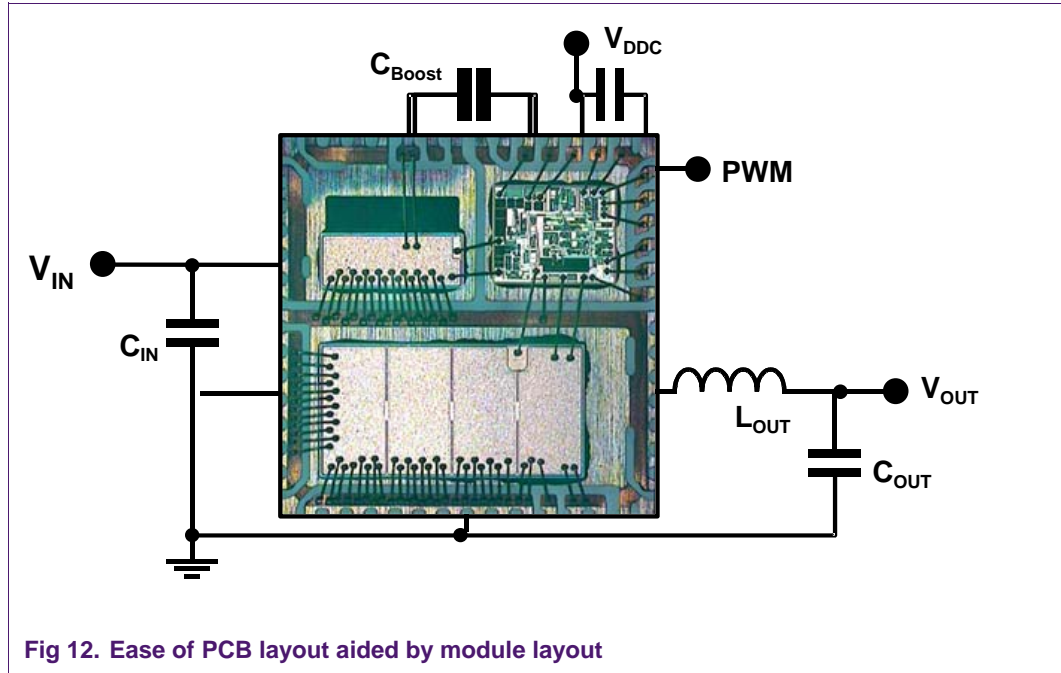 V_DDC
C_Boost
PWM
V_IN
C_IN
V_OUT
L_OUT
C_OUT
Fig 12. Ease of PCB layout aided by module layout